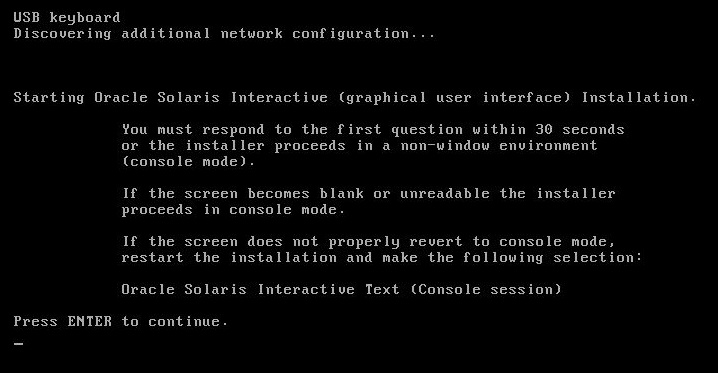 USB keyboard
Discovering additional network configuration...
Starting Oracle Solaris Interactive (graphical user interface) Installation.
You must respond to the first question within 30 seconds
or the installer proceeds in a non-window environment
(console mode).
If the screen becomes blank or unreadable the installer
proceeds in console mode.
If the screen does not properly revert to console mode,
restart the installation and make the following selection:
Oracle Solaris Interactive Text (Console session)
Press ENTER to continue.
_